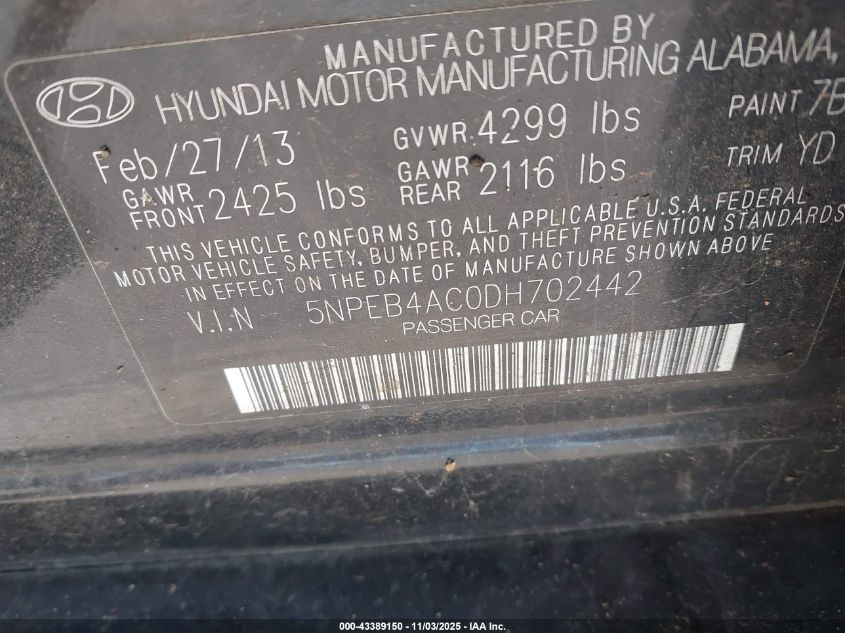 MANUFACTURED BY
HYUNDAI MOTOR MANUFACTURING ALABAMA,
Feb/27/13 GVWR 4299 lbs PAINT
GAWR FRONT 2425 lbs GAWR REAR 2116 lbs TRIM YD
THIS VEHICLE CONFORMS TO ALL APPLICABLE U.S.A. FEDERAL
MOTOR VEHICLE SAFETY, BUMPER, AND THEFT PREVENTION STANDARDS
IN EFFECT ON THE DATE OF MANUFACTURE SHOWN ABOVE
V.I.N 5NPEB4AC0DH702442
PASSENGER CAR
000-43389150 - 11/03/2025 - IAA Inc.